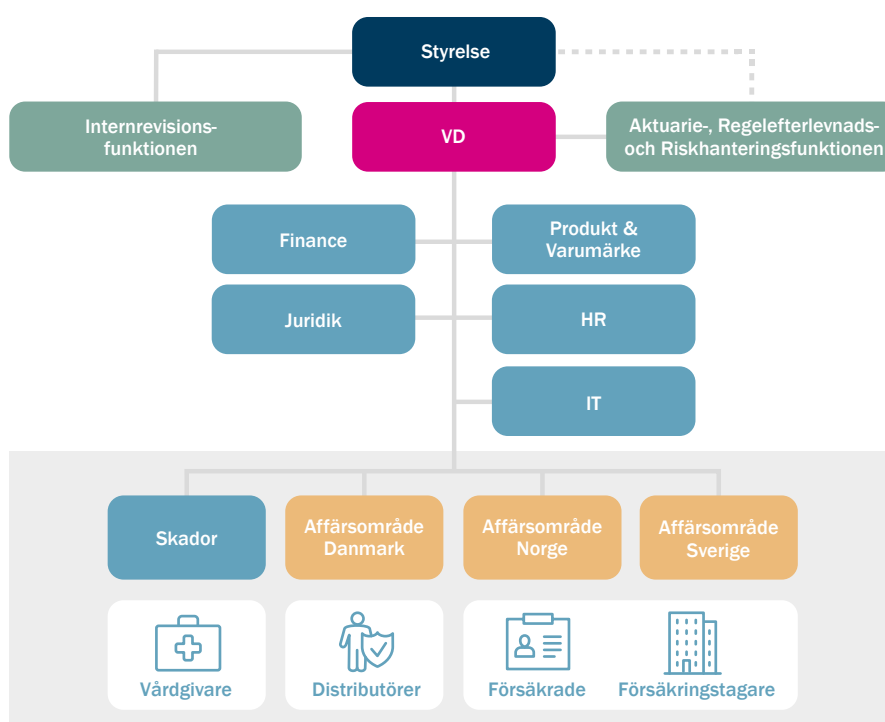 Styrelse
Internrevisions-
funktionen
VD
Aktuarie-, Regelefterlevnads-
och Riskhanteringsfunktionen
Finance
Produkt &
Varumärke
Juridik
HR
IT
Skador
Affärsområde
Danmark
Affärsområde
Norge
Affärsområde
Sverige
Vårdgivare
Distributörer
Försäkrade
Försäkringstagare